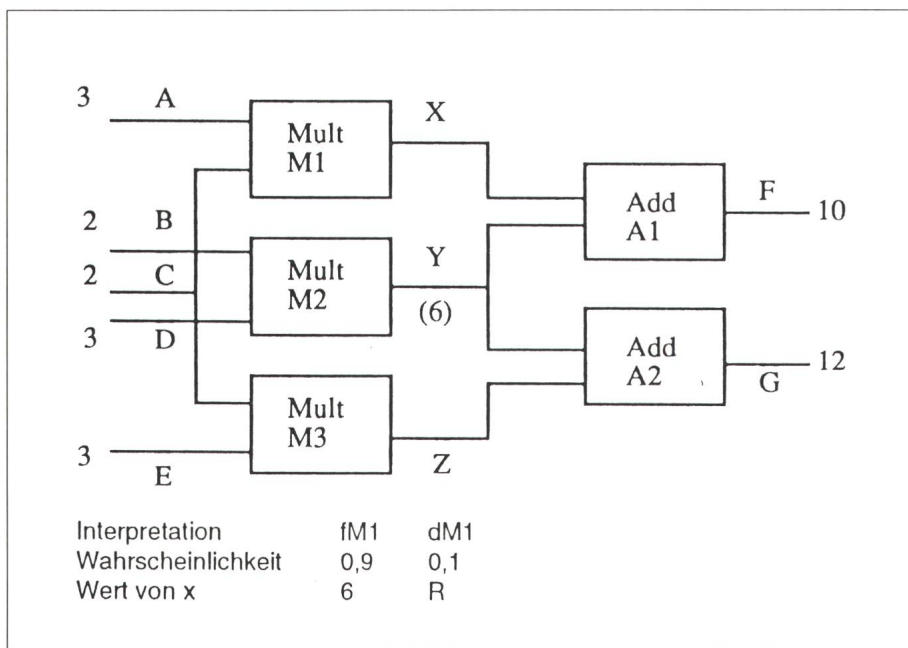 3 A
Mult
M1
X
2 B
2 C
3 D
Mult
M2
Y
(6)
Add
A1
F
10
Add
A2
G
12
Mult
M3
3 E
Z
Interpretation fM1 dM1
Wahrscheinlichkeit 0,9 0,1
Wert von x 6 R